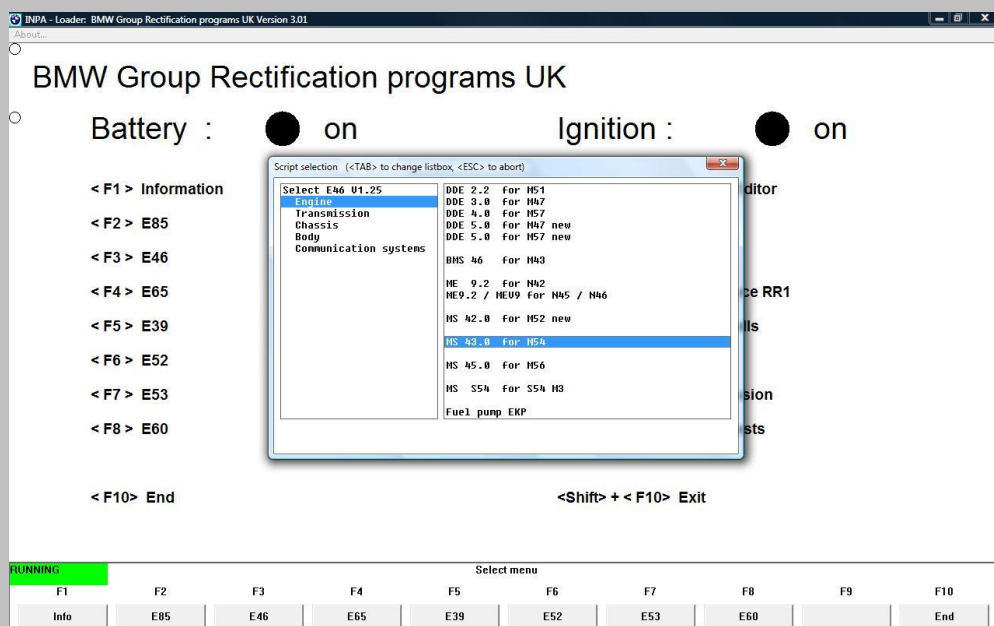 INPA - Loader: BMW Group Rectification programs UK Version 3.01
About...
BMW Group Rectification programs UK
Battery : on Ignition : on
Script selection (<TAB> to change listbox, <ESC> to abort)
Select E46 V1.25
Engine
Transmission
Chassis
Body
Communication systems
DDE 2.2 for M51
DDE 3.0 for M47
DDE 4.0 for M57
DDE 5.0 for M47 new
DDE 5.0 for M57 new
BMS 46 for M43
ME 9.2 for N42
ME9.2 / MEV9 for N45 / N46
MS 42.0 for M52 new
MS 43.0 for M54
MS 45.0 for M56
MS S54 for S54 M3
Fuel pump EKP
< F1 > Information
< F2 > E85
< F3 > E46
< F4 > E65
< F5 > E39
< F6 > E52
< F7 > E53
< F8 > E60
ditor
ce RR1
lls
sion
sts
< F10> End <Shift> + < F10> Exit
RUNNING Select menu
F1 F2 F3 F4 F5 F6 F7 F8 F9 F10
Info E85 E46 E65 E39 E52 E53 E60 End